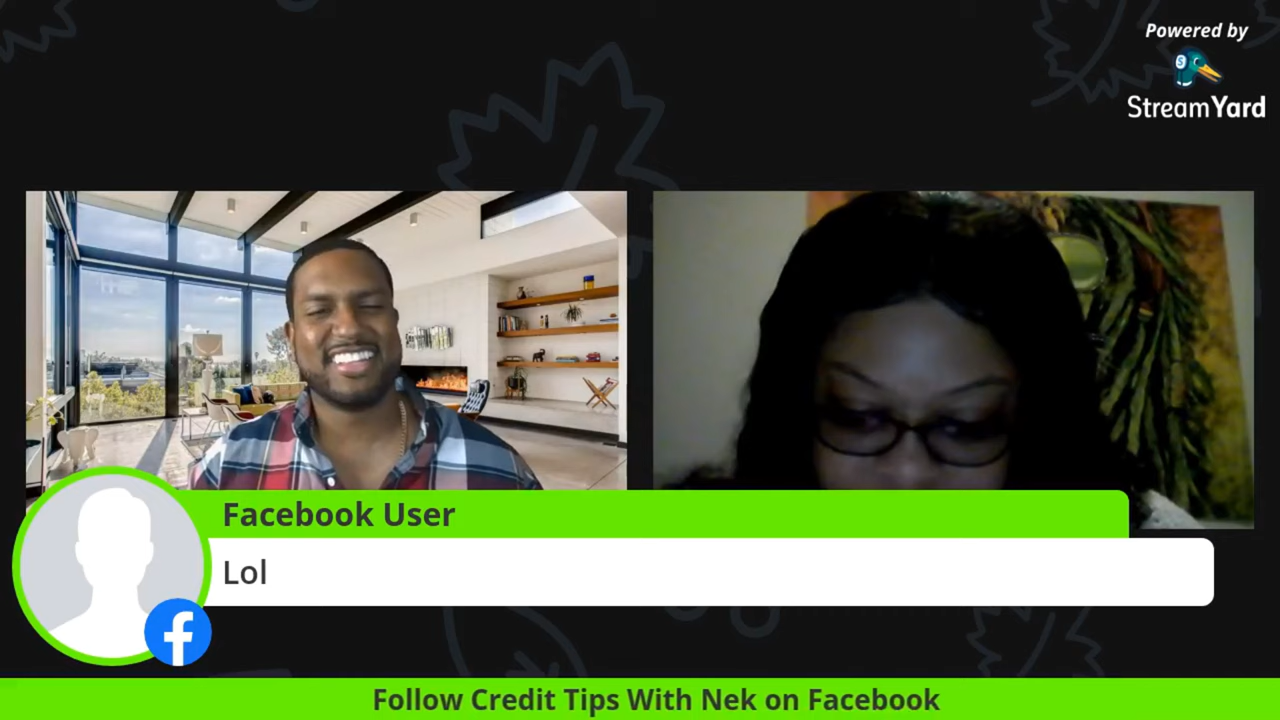 Powered by
StreamYard
Facebook User
Lol
Follow Credit Tips With Nek on Facebook